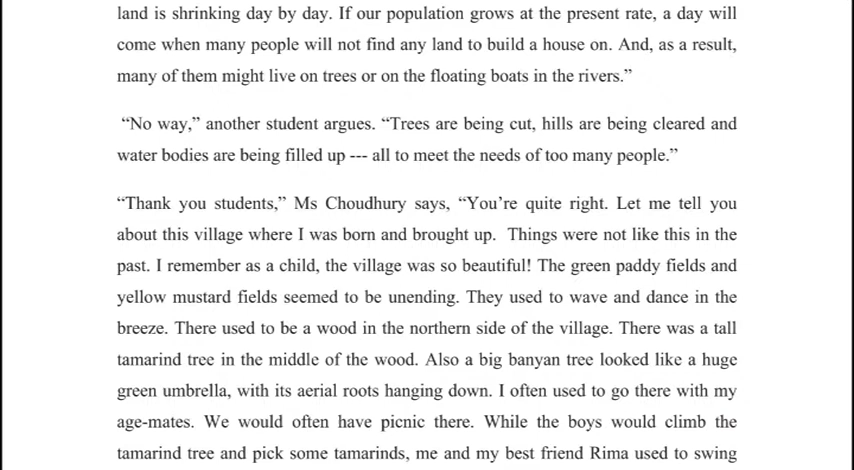 land is shrinking day by day. If our population grows at the present rate, a day will
come when many people will not find any land to build a house on. And, as a result,
many of them might live on trees or on the floating boats in the rivers.”
“No way,” another student argues. “Trees are being cut, hills are being cleared and
water bodies are being filled up --- all to meet the needs of too many people.”
“Thank you students,” Ms Choudhury says, “You’re quite right. Let me tell you
about this village where I was born and brought up.  Things were not like this in the
past. I remember as a child, the village was so beautiful! The green paddy fields and
yellow mustard fields seemed to be unending. They used to wave and dance in the
breeze. There used to be a wood in the northern side of the village. There was a tall
tamarind tree in the middle of the wood. Also a big banyan tree looked like a huge
green umbrella, with its aerial roots hanging down. I often used to go there with my
age-mates. We would often have picnic there. While the boys would climb the
tamarind tree and pick some tamarinds, me and my best friend Rima used to swing